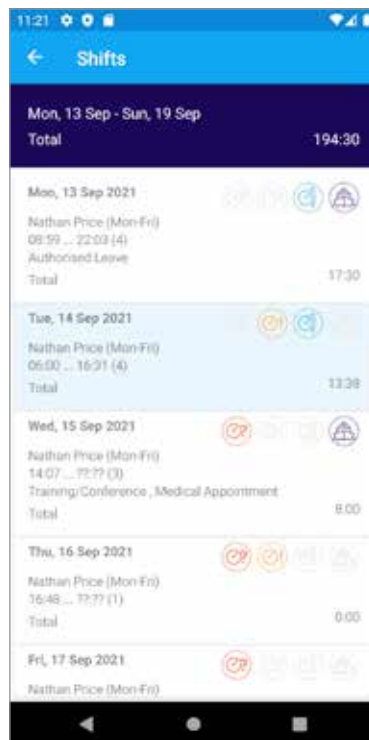 11:21
Shifts
Mon, 13 Sep - Sun, 19 Sep
Total 194:30
Mon, 13 Sep 2021
Nathan Price (Mon-Fri)
08:59 ... 22:03 (4)
Authorised Leave
Total 17:30
Tue, 14 Sep 2021
Nathan Price (Mon-Fri)
06:00 ... 16:31 (4)
Total 13:38
Wed, 15 Sep 2021
Nathan Price (Mon-Fri)
14:07 ... ??:?? (3)
Training/Conference , Medical Appointment
Total 8:00
Thu, 16 Sep 2021
Nathan Price (Mon-Fri)
16:48 ... ??:?? (1)
Total 0:00
Fri, 17 Sep 2021
Nathan Price (Mon-Fri)